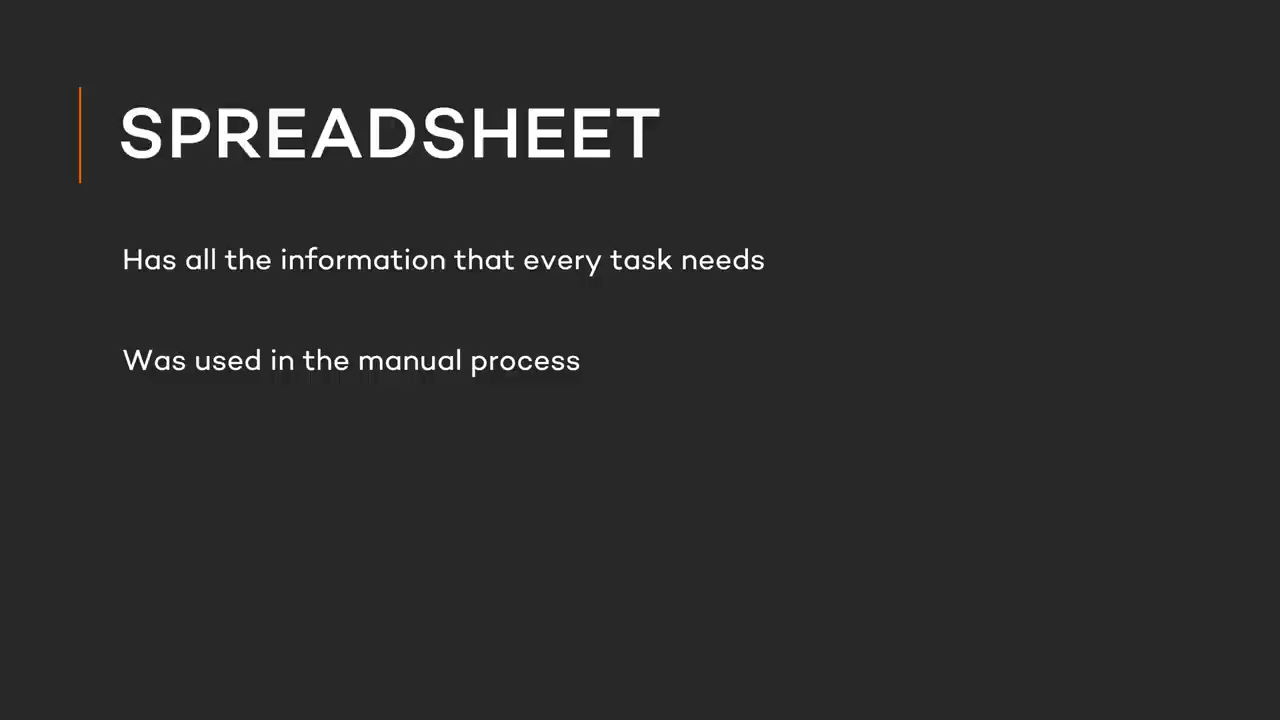 SPREADSHEET
Has all the information that every task needs
Was used in the manual process